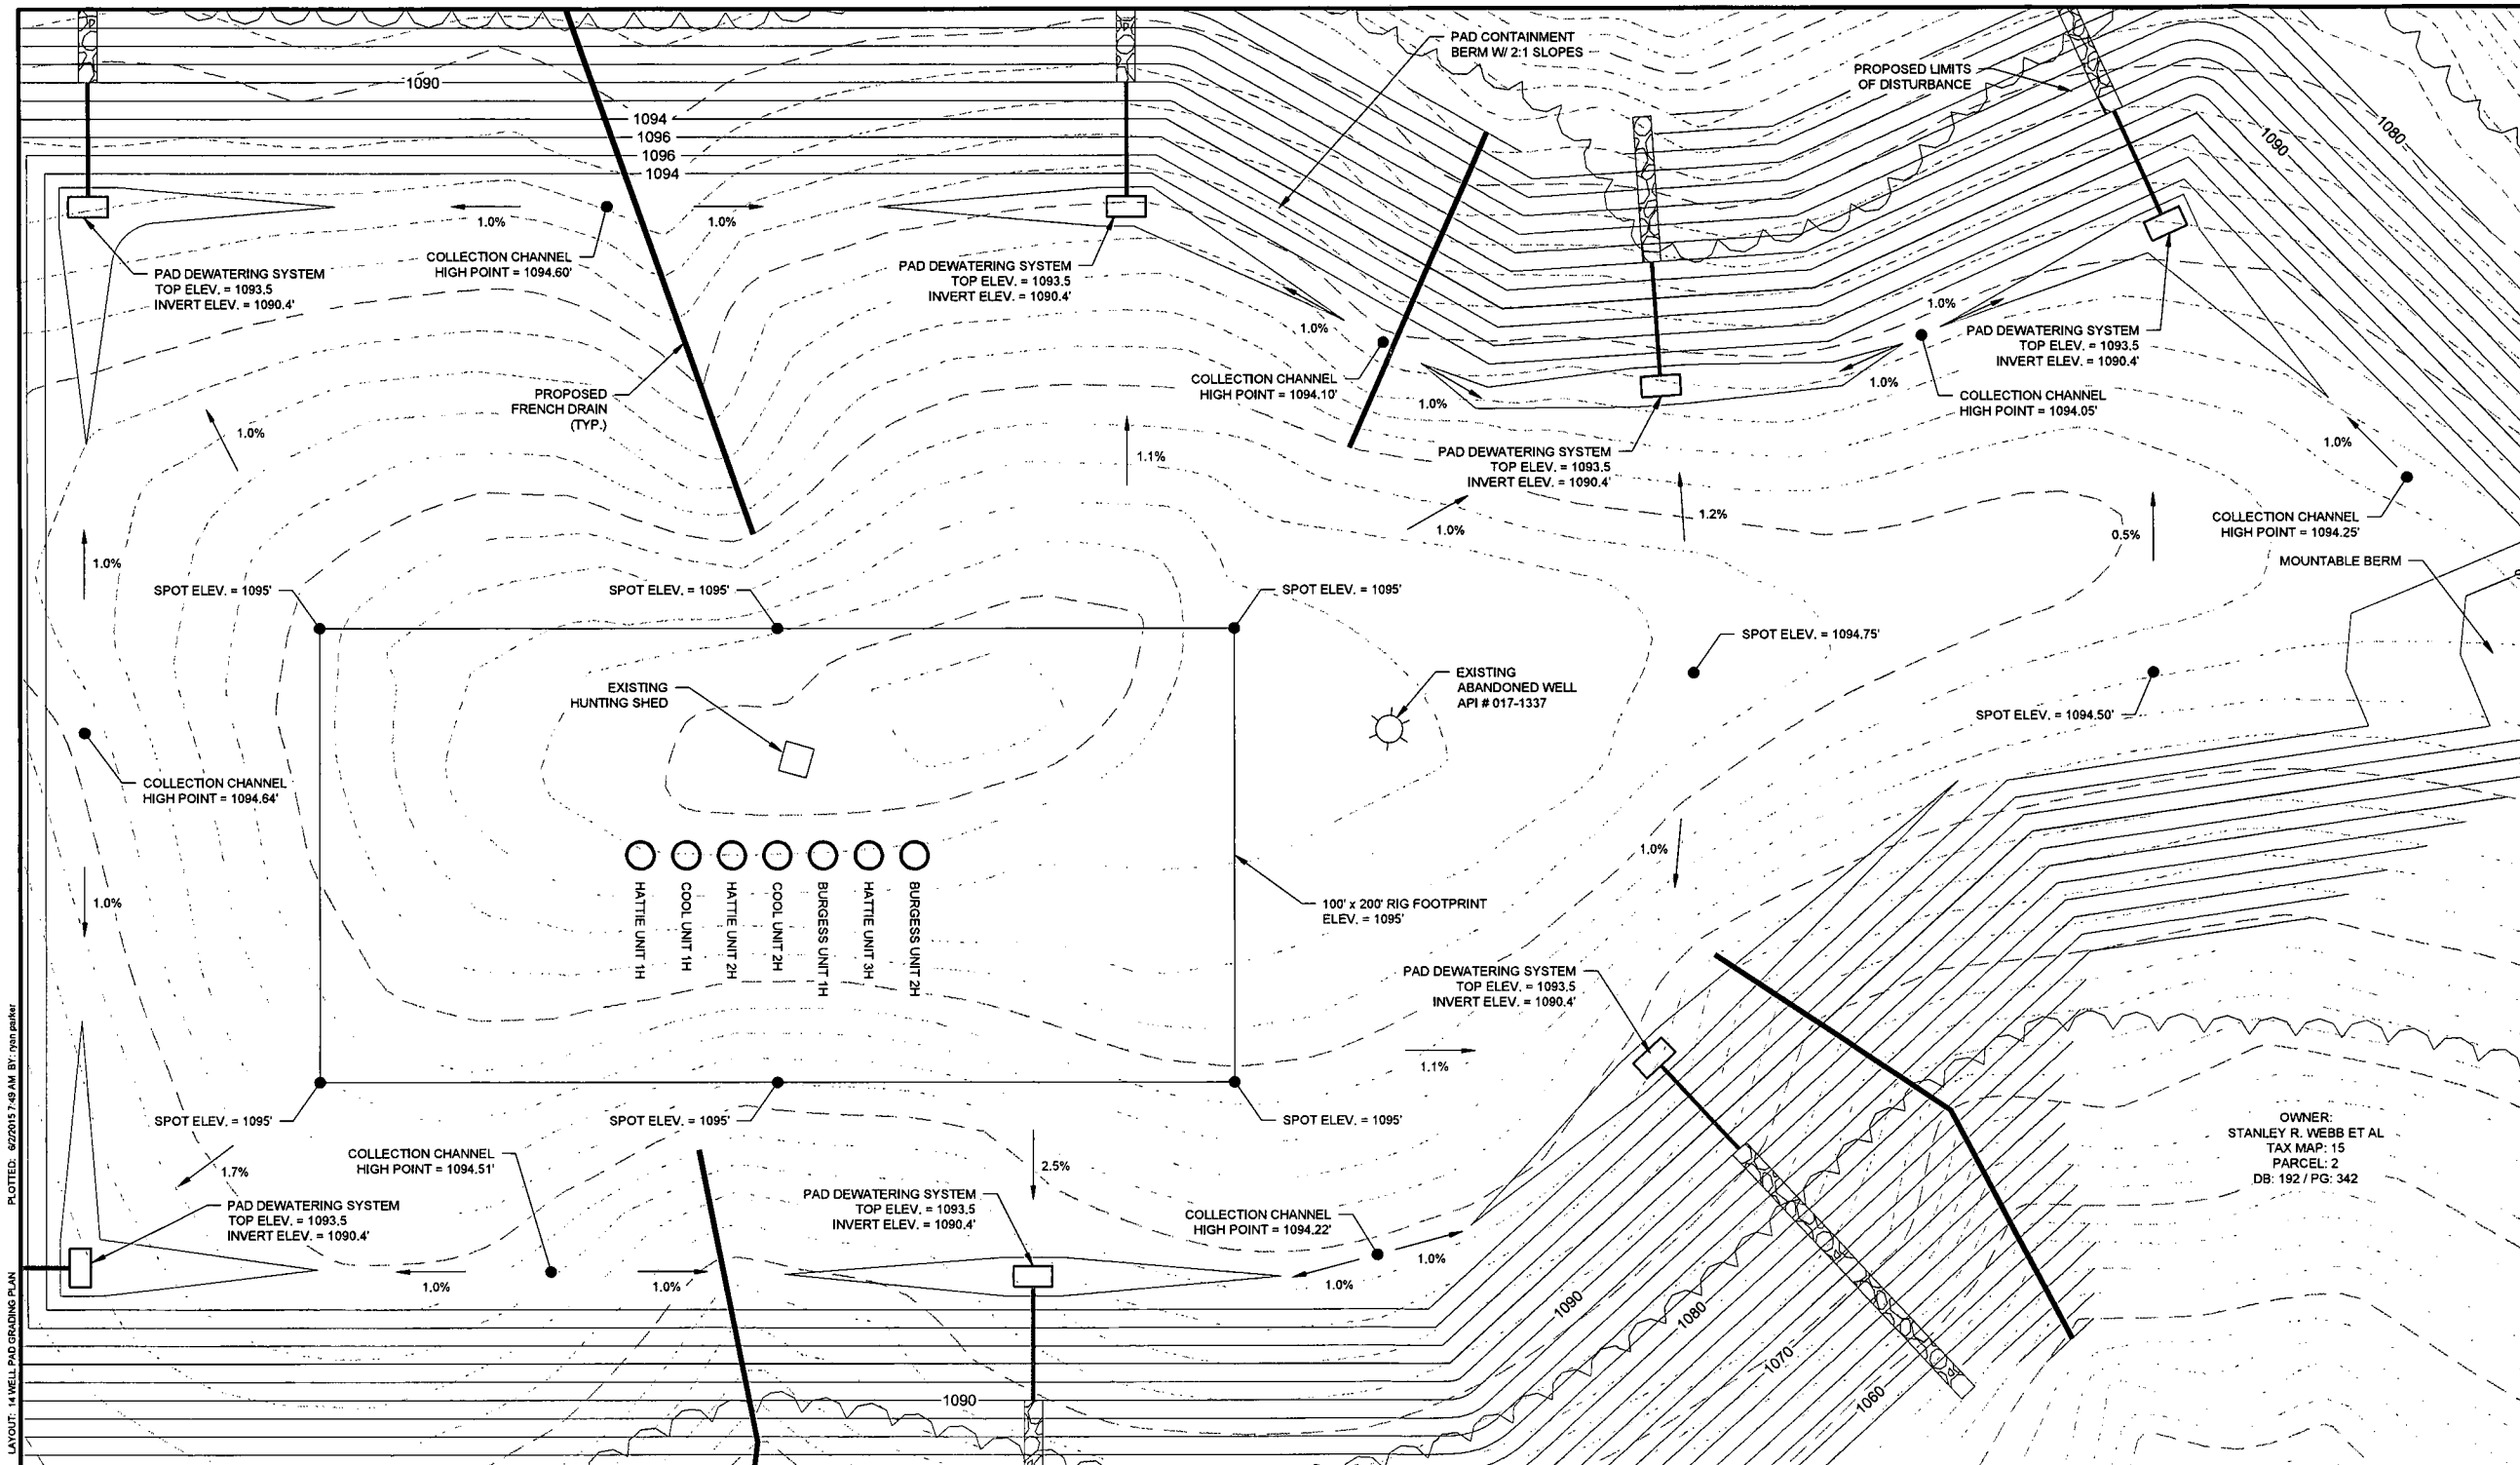 PAD CONTAINMENT
BERM W/ 2:1 SLOPES
PROPOSED LIMITS
OF DISTURBANCE
1090
1094
1096
1096
1094
1090
1080
1.0%
1.0%
COLLECTION CHANNEL
HIGH POINT = 1094.60'
PAD DEWATERING SYSTEM
TOP ELEV. = 1093.5
INVERT ELEV. = 1090.4'
PAD DEWATERING SYSTEM
TOP ELEV. = 1093.5
INVERT ELEV. = 1090.4'
1.0%
1.0%
PAD DEWATERING SYSTEM
TOP ELEV. = 1093.5
INVERT ELEV. = 1090.4'
COLLECTION CHANNEL
HIGH POINT = 1094.10'
1.0%
1.0%
COLLECTION CHANNEL
HIGH POINT = 1094.05'
PROPOSED
FRENCH DRAIN
(TYP.)
1.0%
1.1%
PAD DEWATERING SYSTEM
TOP ELEV. = 1093.5
INVERT ELEV. = 1090.4'
1.0%
1.0%
1.2%
0.5%
COLLECTION CHANNEL
HIGH POINT = 1094.25'
MOUNTABLE BERM
1.0%
SPOT ELEV. = 1095'
SPOT ELEV. = 1095'
SPOT ELEV. = 1095'
SPOT ELEV. = 1094.75'
EXISTING
HUNTING SHED
EXISTING
ABANDONED WELL
API # 017-1337
SPOT ELEV. = 1094.50'
COLLECTION CHANNEL
HIGH POINT = 1094.64'
1.0%
1.0%
HATTIE UNIT 1H
COOL UNIT 1H
HATTIE UNIT 2H
COOL UNIT 2H
BURGESS UNIT 1H
HATTIE UNIT 3H
BURGESS UNIT 2H
100' x 200' RIG FOOTPRINT
ELEV. = 1095'
PAD DEWATERING SYSTEM
TOP ELEV. = 1093.5
INVERT ELEV. = 1090.4'
1.1%
SPOT ELEV. = 1095'
SPOT ELEV. = 1095'
SPOT ELEV. = 1095'
OWNER:
STANLEY R. WEBB ET AL
TAX MAP: 15
PARCEL: 2
DB: 192 / PG: 342
1.7%
COLLECTION CHANNEL
HIGH POINT = 1094.51'
2.5%
PAD DEWATERING SYSTEM
TOP ELEV. = 1093.5
INVERT ELEV. = 1090.4'
PAD DEWATERING SYSTEM
TOP ELEV. = 1093.5
INVERT ELEV. = 1090.4'
COLLECTION CHANNEL
HIGH POINT = 1094.22'
1.0%
1.0%
1.0%
1.0%
1090
1080
1070
1060
1090
LAYOUT: 14 WELL PAD GRADING PLAN
PLOTTED: 6/2/2015 7:49 AM BY: ryan parker